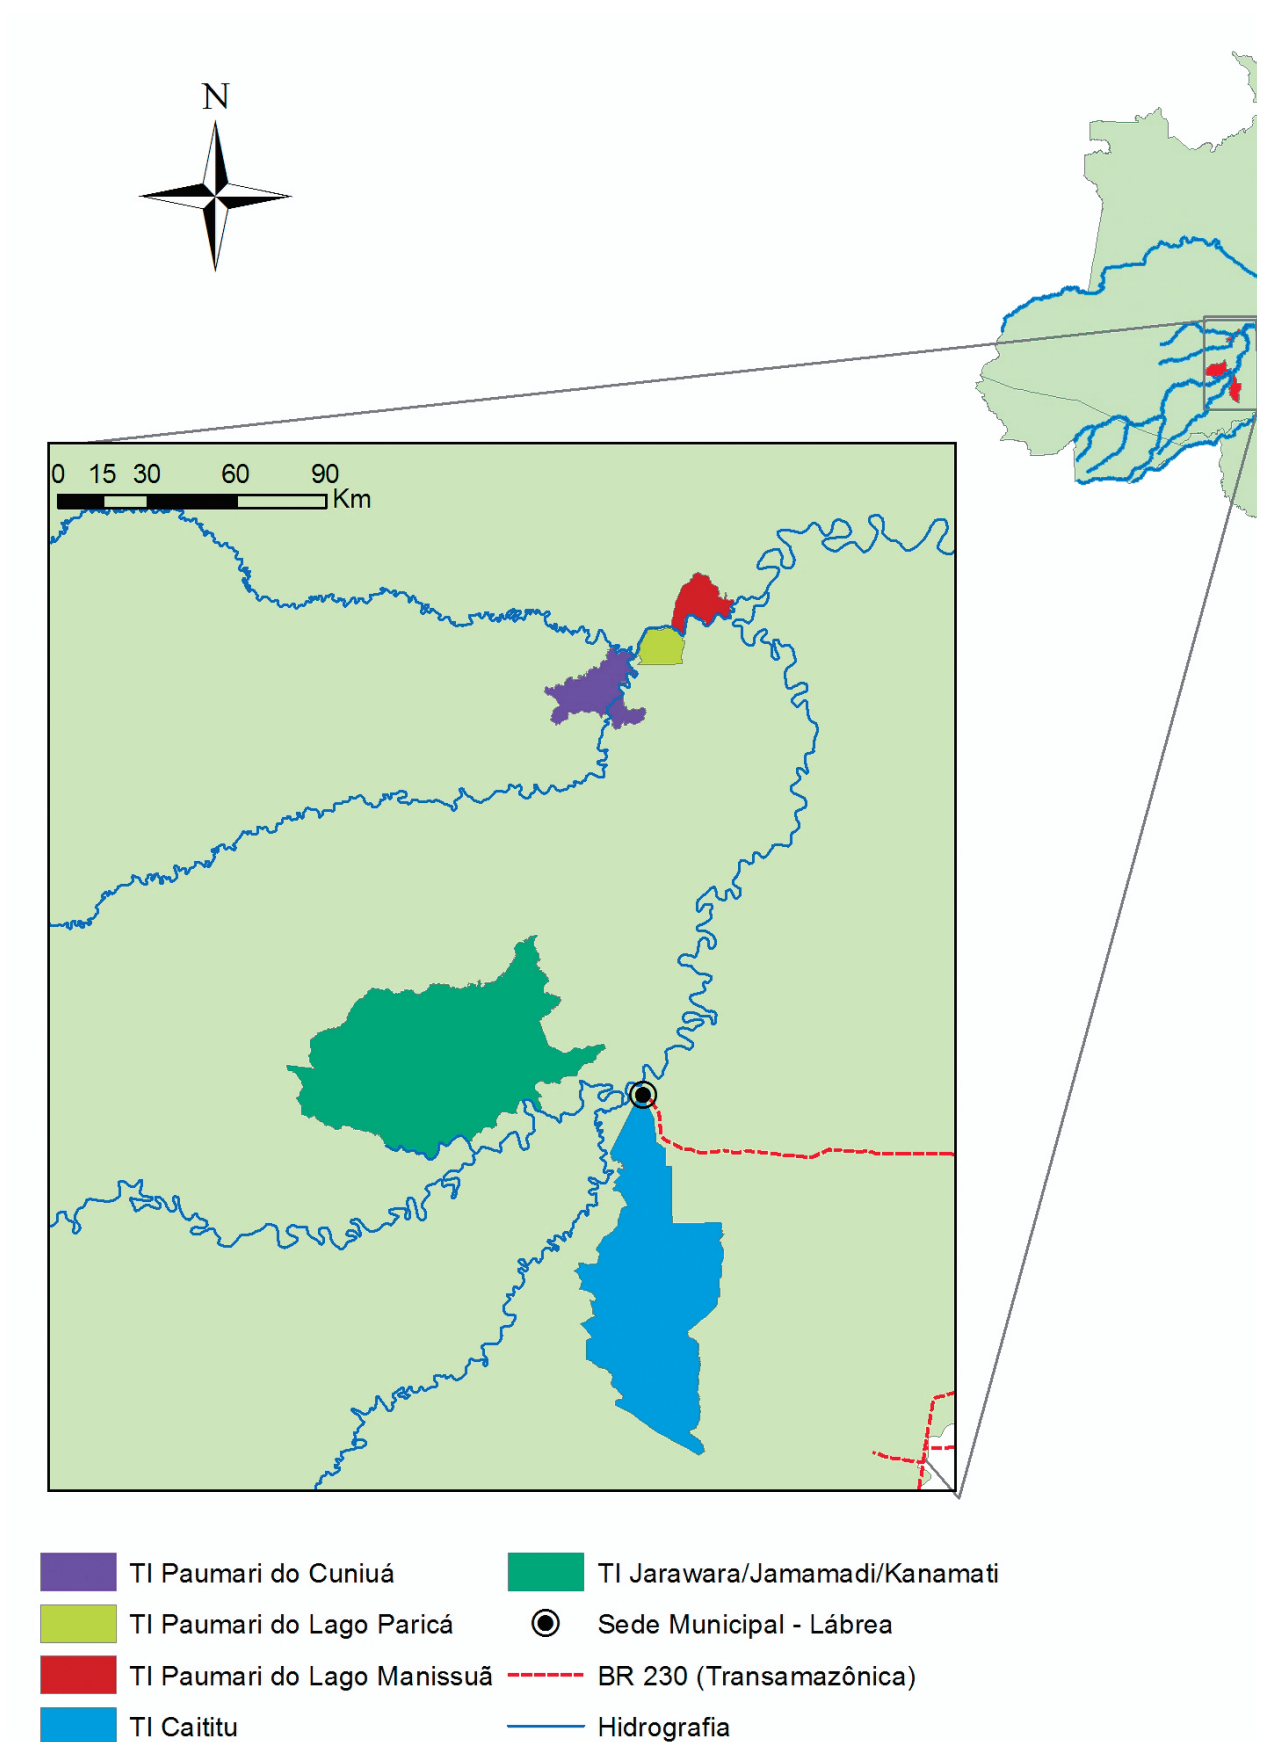 N
0 15 30 60 90
Km
TI Paumari do Cuniuá
TI Paumari do Lago Paricá
TI Paumari do Lago Manissuã
TI Caititu
TI Jarawara/Jamamadi/Kanamati
Sede Municipal - Lábrea
BR 230 (Transamazônica)
Hidrografia